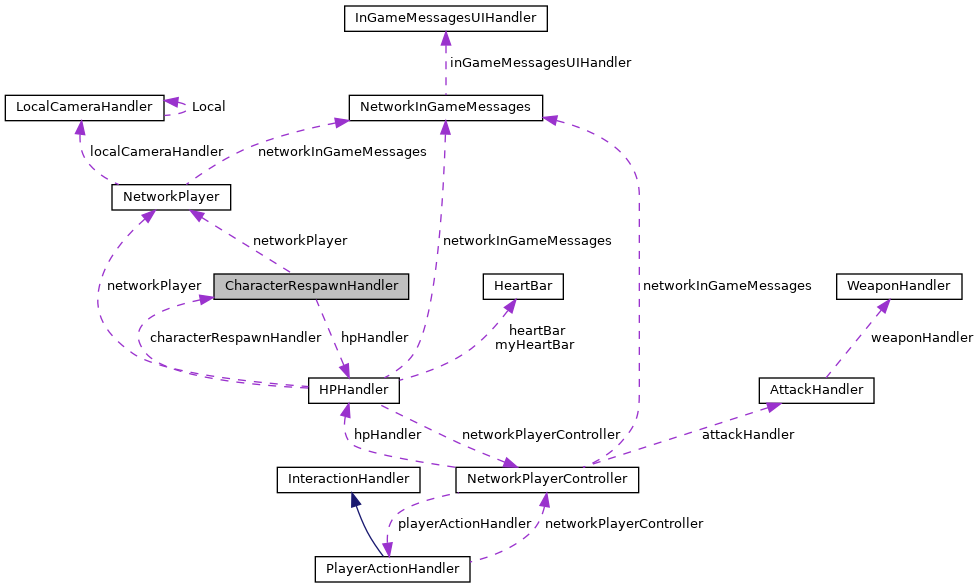 InGameMessagesUIHandler
inGameMessagesUIHandler
LocalCameraHandler
Local
NetworkInGameMessages
localCameraHandler
networkInGameMessages
NetworkPlayer
networkPlayer
networkInGameMessages
networkPlayer
CharacterRespawnHandler
HeartBar
networkInGameMessages
WeaponHandler
characterRespawnHandler
hpHandler
heartBar
myHeartBar
weaponHandler
HPHandler
AttackHandler
hpHandler
networkPlayerController
attackHandler
InteractionHandler
NetworkPlayerController
playerActionHandler
networkPlayerController
PlayerActionHandler